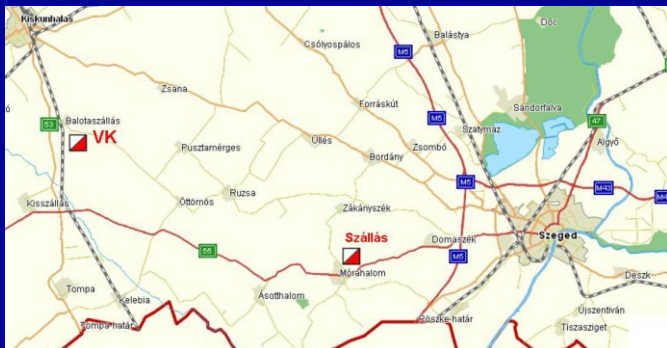 Kiskunhalas
Dóc
Balástya
Csólyospálos
M5
Zsana
Forráskút
Sándorfalva
M5
47
53
Balotaszállás
Szatymaz
VK
Pusztamérges
Üllés
Zsombó
Algyő
Bordány
M5
M43
Ruzsa
Kisszállás
Öttömös
Zákányszék
Szállás
Domaszék
Szeged
55
M5
Mórahalom
Deszk
Tompa
Kelebia
Ásotthalom
Röszke-határ
Újszentiván
Tompa-határ
Tiszasziget